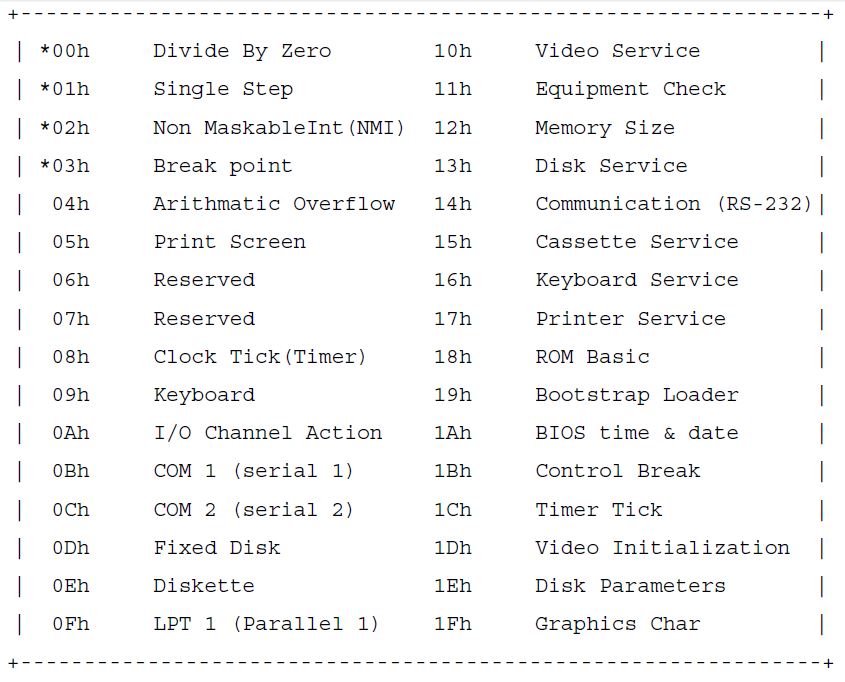 +---------------------------------------------------------------+
| *00h     Divide By Zero        10h     Video Service         |
| *01h     Single Step           11h     Equipment Check       |
| *02h     Non MaskableInt(NMI)  12h     Memory Size           |
| *03h     Break point           13h     Disk Service          |
|  04h     Arithmatic Overflow   14h     Communication (RS-232)|
|  05h     Print Screen          15h     Cassette Service      |
|  06h     Reserved              16h     Keyboard Service      |
|  07h     Reserved              17h     Printer Service       |
|  08h     Clock Tick(Timer)     18h     ROM Basic             |
|  09h     Keyboard              19h     Bootstrap Loader      |
|  0Ah     I/O Channel Action    1Ah     BIOS time & date      |
|  0Bh     COM 1 (serial 1)      1Bh     Control Break         |
|  0Ch     COM 2 (serial 2)      1Ch     Timer Tick            |
|  0Dh     Fixed Disk            1Dh     Video Initialization  |
|  0Eh     Diskette              1Eh     Disk Parameters       |
|  0Fh     LPT 1 (Parallel 1)    1Fh     Graphics Char         |
+---------------------------------------------------------------+